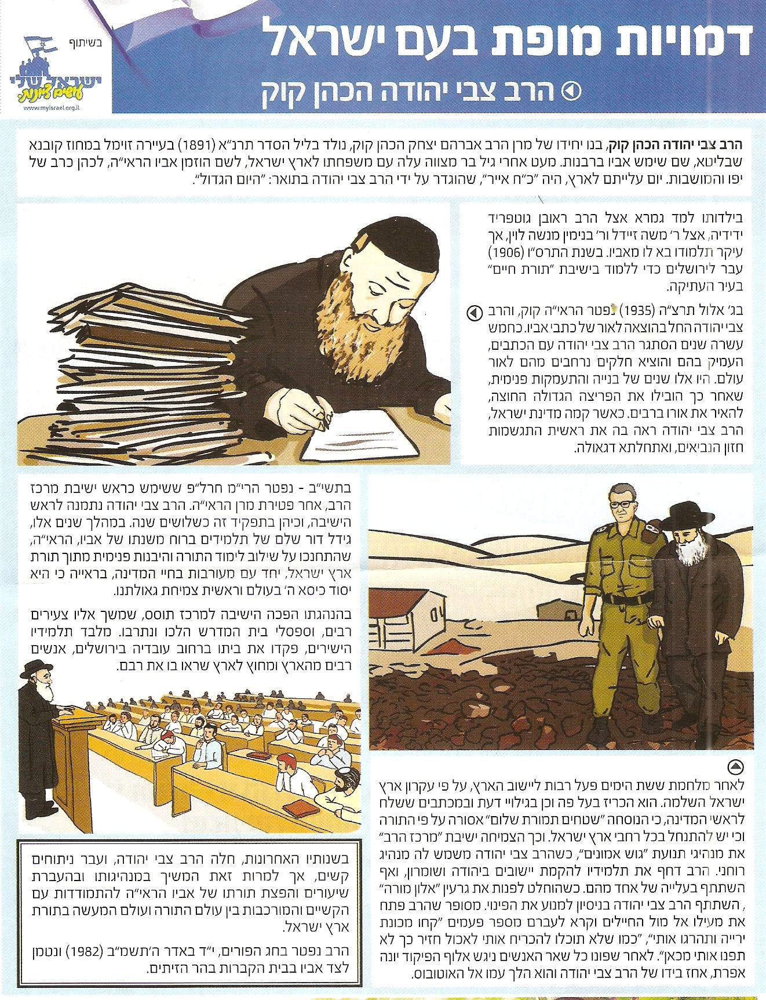 דמויות מופת בעם ישראל
הרב צבי יהודה הכהן קוק
בשיתוף
ישראל שלי
עושים ציונות.
www.myisrael.org.il
הרב צבי יהודה הכהן קוק, בנו יחידו של מרן הרב אברהם יצחק הכהן קוק, נולד בליל הסדר תרנ״א (1891) בעיירה זוימל במחוז קובנא
שבליטא, שם שימש אביו ברבנות. מעט אחרי גיל בר מצווה עלה עם משפחתו לארץ ישראל, לשם הוזמן אביו הראי״ה, לכהן כרב של
יפו והמושבות. יום עלייתם לארץ, היה ״כ״ח אייר״, שהוגדר על ידי הרב צבי יהודה בתואר: ״היום הגדול״.
בילדותו למד גמרא אצל הרב ראובן גוטפריד
ידידיה, אצל ר׳ משה זיידל ור׳ בנימין מנשה לוין, אך
עיקר תלמודו בא לו מאביו. בשנת התרס״ו (1906)
עבר לירושלים כדי ללמוד בישיבת ״תורת חיים״
בעיר העתיקה.
בג׳ אלול תרצ״ה (1935) נפטר הראי״ה קוק, והרב
צבי יהודה החל בהוצאה לאור של כתבי אביו. כחמש
עשרה שנים הסתגר הרב צבי יהודה עם הכתבים,
העמיק בהם והוציא חלקים נרחבים מהם לאור
עולם. היו אלו שנים של בנייה והתעמקות פנימית,
שאחר כך הובילו את הפריצה הגדולה החוצה,
להאיר את אורו ברבים. כאשר קמה מדינת ישראל,
הרב צבי יהודה ראה בה את ראשית התגשמות
חזון הנביאים, ואתחלתא דגאולה.
בתשי״ב - נפטר הרי״מ חרל״פ ששימש כראש ישיבת מרכז
הרב, אחר פטירת מרן הראי״ה. הרב צבי יהודה נתמנה לראש
הישיבה, וכיהן בתפקיד זה כשלושים שנה. במהלך שנים אלו,
גידל דור שלם של תלמידים ברוח משנתו של אביו, הראי״ה,
שהתחנכו על שילוב לימוד התורה והיבנות פנימית מתוך תורת
ארץ ישראל, יחד עם מעורבות בחיי המדינה, בראייה כי היא
יסוד כיסא ה׳ בעולם וראשית צמיחת גאולתנו.
בהנהגתו הפכה הישיבה למרכז תוסס, שמשך אליו צעירים
רבים, וספסלי בית המדרש הלכו ונתרבו. מלבד תלמידיו
הישירים, פקדו את ביתו ברחוב עובדיה בירושלים, אנשים
רבים מהארץ ומחוץ לארץ שראו בו את רבם.
לאחר מלחמת ששת הימים פעל רבות ליישוב הארץ, על פי עקרון ארץ
ישראל השלמה. הוא הכריז בעל פה וכן בגילויי דעת ובמכתבים ששלח
לראשי המדינה, כי הנוסחה ״שטחים תמורת שלום״ אסורה על פי התורה
וכי יש להתנחל בכל רחבי ארץ ישראל. וכך הצמיחה ישיבת ״מרכז הרב״
את מנהיגי תנועת ״גוש אמונים״, כשהרב צבי יהודה משמש לה מנהיג
רוחני. הרב דחף את תלמידיו להקמת יישובים ביהודה ושומרון, ואף
השתתף בעלייה של אחד מהם. כשהוחלט לפנות את גרעין ״אלון מורה״
, השתתף הרב צבי יהודה בניסיון למנוע את הפינוי. מסופר שהרב פתח
את מעילו אל מול החיילים וקרא לעברם מספר פעמים ״קחו מכונת
ירייה ותהרגו אותי״, ״כמו שלא תוכלו להכריח אותי לאכול חזיר כך לא
תפנו אותי מכאן״. לאחר שפונו כל שאר האנשים ניגש אלוף הפיקוד יונה
אפרת, אחז בידו של הרב צבי יהודה והוא הלך עמו אל האוטובוס.
בשנותיו האחרונות, חלה הרב צבי יהודה, ועבר ניתוחים
קשים, אך למרות זאת המשיך במנהיגותו ובהעברת
שיעורים והפצת תורתו של אביו הראי״ה להתמודדות עם
הקשיים והמורכבות בין עולם התורה ועולם המעשה בתורת
ארץ ישראל.
הרב נפטר בחג הפורים, י״ד באדר ה׳תשמ״ב (1982) ונטמן
לצד אביו בבית הקברות בהר הזיתים.